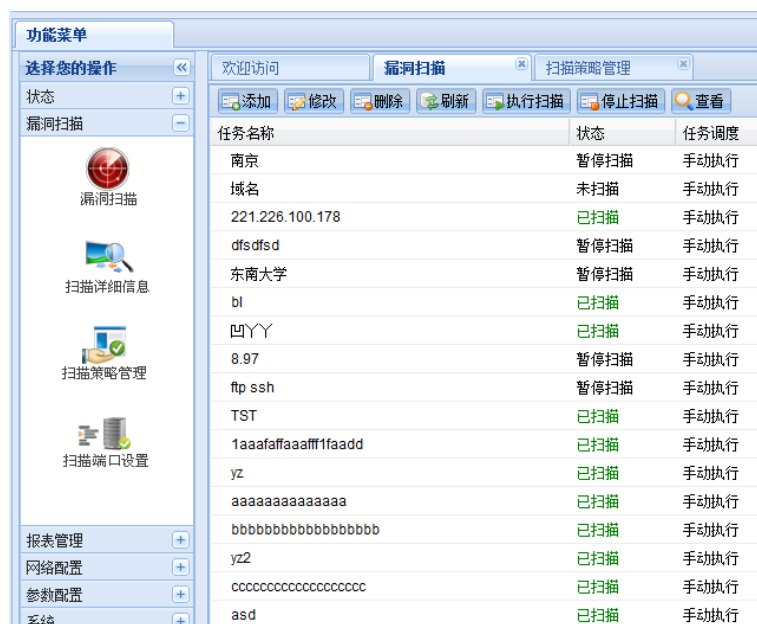 功能菜单
选择您的操作
状态
漏洞扫描
漏洞扫描
扫描详细信息
扫描策略管理
扫描端口设置
报表管理
网络配置
参数配置
系统
欢迎访问 漏洞扫描 扫描策略管理
添加 修改 删除 刷新 执行扫描 停止扫描 查看
任务名称 状态 任务调度
南京 暂停扫描 手动执行
域名 未扫描 手动执行
221.226.100.178 已扫描 手动执行
dfsdfsd 暂停扫描 手动执行
东南大学 暂停扫描 手动执行
bl 已扫描 手动执行
凹丫丫 已扫描 手动执行
8.97 暂停扫描 手动执行
ftp ssh 暂停扫描 手动执行
TST 已扫描 手动执行
1aaafaffaaafff1faadd 已扫描 手动执行
yz 已扫描 手动执行
aaaaaaaaaaaaaa 已扫描 手动执行
bbbbbbbbbbbbbbbbbb 已扫描 手动执行
yz2 已扫描 手动执行
ccccccccccccccccccc 已扫描 手动执行
asd 已扫描 手动执行